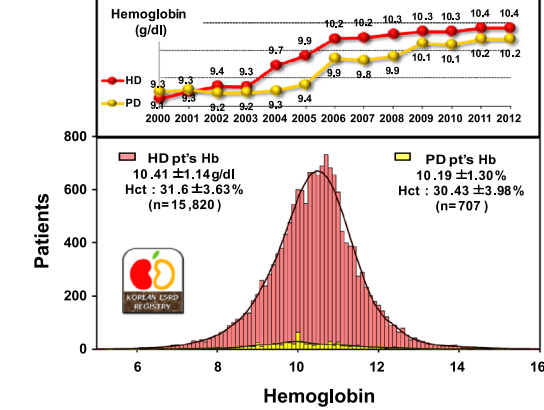 Hemoglobin
(g/dl)
10.2 10.2 10.3 10.3 10.3 10.4 10.4
9.7 9.9
9.3 9.3 9.4 9.3
HD
PD
9.1 9.3 9.2 9.2 9.3 9.4 9.9 9.8 9.9 10.1 10.1 10.2 10.2
2000 2001 2002 2003 2004 2005 2006 2007 2008 2009 2010 2011 2012
800
600
400
200
0
Patients
HD pt's Hb
10.41 ±1.14g/dl
Hct : 31.6 ±3.63%
(n=15,820 )
PD pt's Hb
10.19 ±1.30%
Hct : 30.43 ±3.98%
(n=707 )
KOREAN ESRD
REGISTRY
6 8 10 12 14 16
Hemoglobin